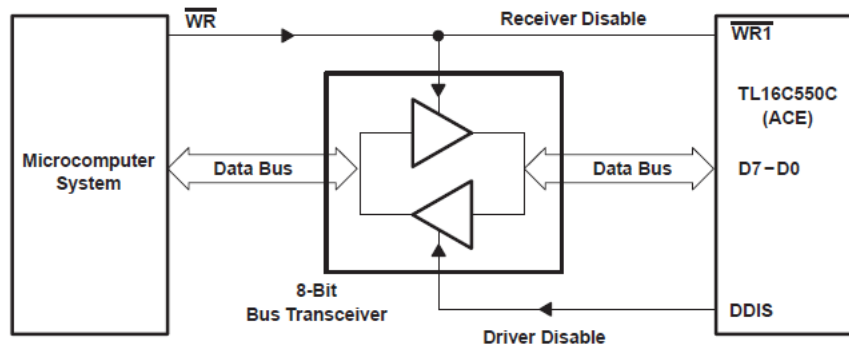 WR
Receiver Disable
WR1
TL16C550C
(ACE)
Microcomputer
System
Data Bus
Data Bus
D7−D0
8-Bit
Bus Transceiver
DDIS
Driver Disable